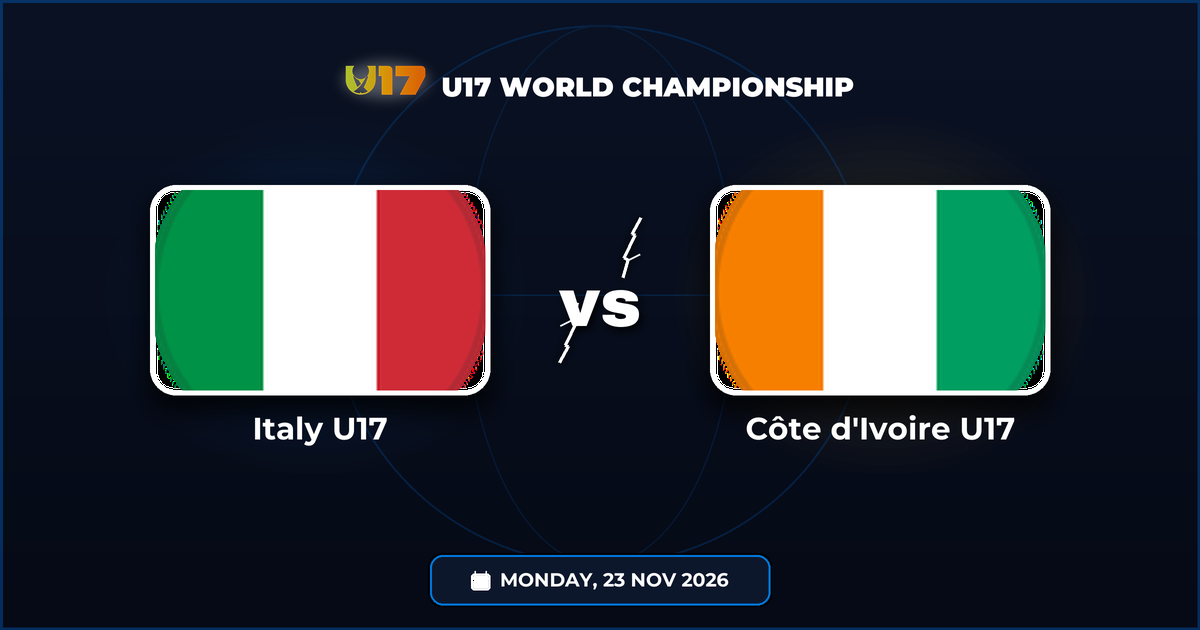 U17 U17 WORLD CHAMPIONSHIP
VS
Italy U17
Côte d'Ivoire U17
MONDAY, 23 NOV 2026